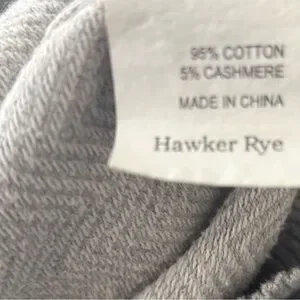 95% COTTON
5% CASHMERE
MADE IN CHINA
Hawker Rye